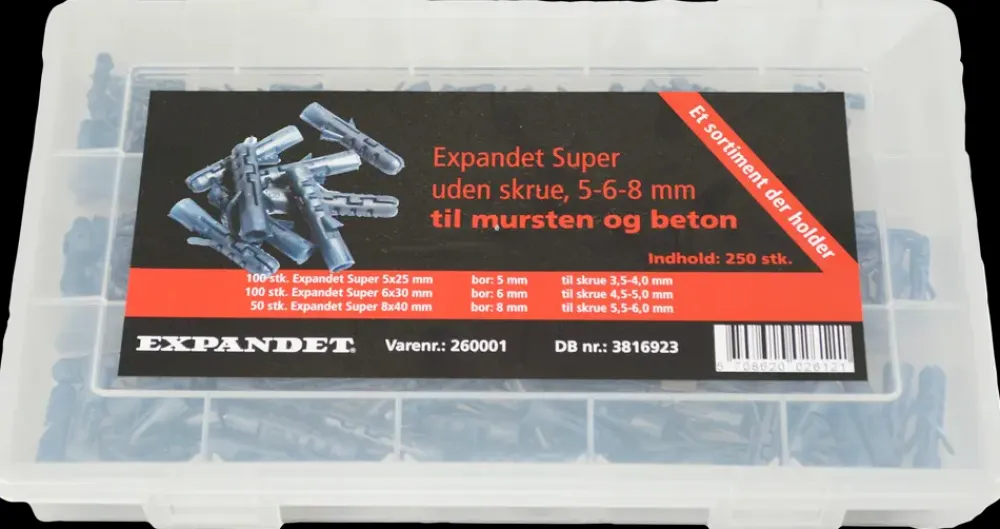 Expandet Super
uden skrue, 5-6-8 mm
til mursten og beton
Et sortiment der holder
Indhold: 250 stk.
100 stk. Expandet Super 5x25 mm bor: 5 mm til skrue 3,5-4,0 mm
100 stk. Expandet Super 6x30 mm bor: 6 mm til skrue 4,5-5,0 mm
50 stk. Expandet Super 8x40 mm bor: 8 mm til skrue 5,5-6,0 mm
EXPANDET® Varenr.: 260001 DB nr.: 3816923
5 708620 026121